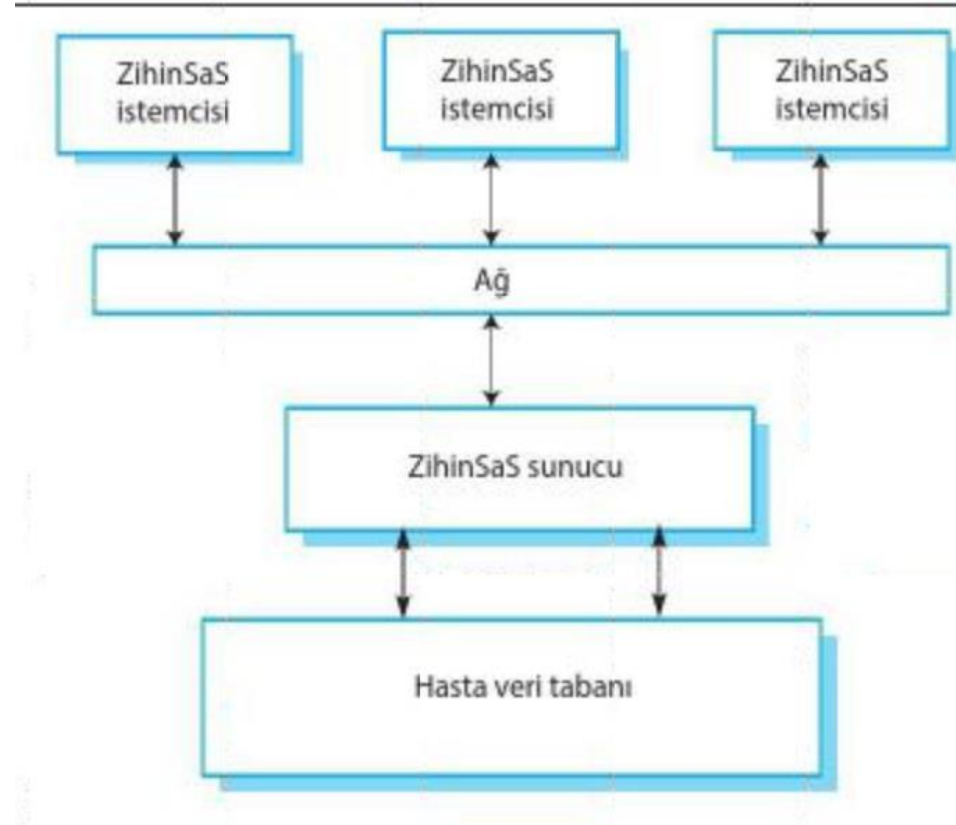 ZihinSaS
istemcisi
ZihinSaS
istemcisi
ZihinSaS
istemcisi
Ağ
ZihinSaS sunucu
Hasta veri tabanı